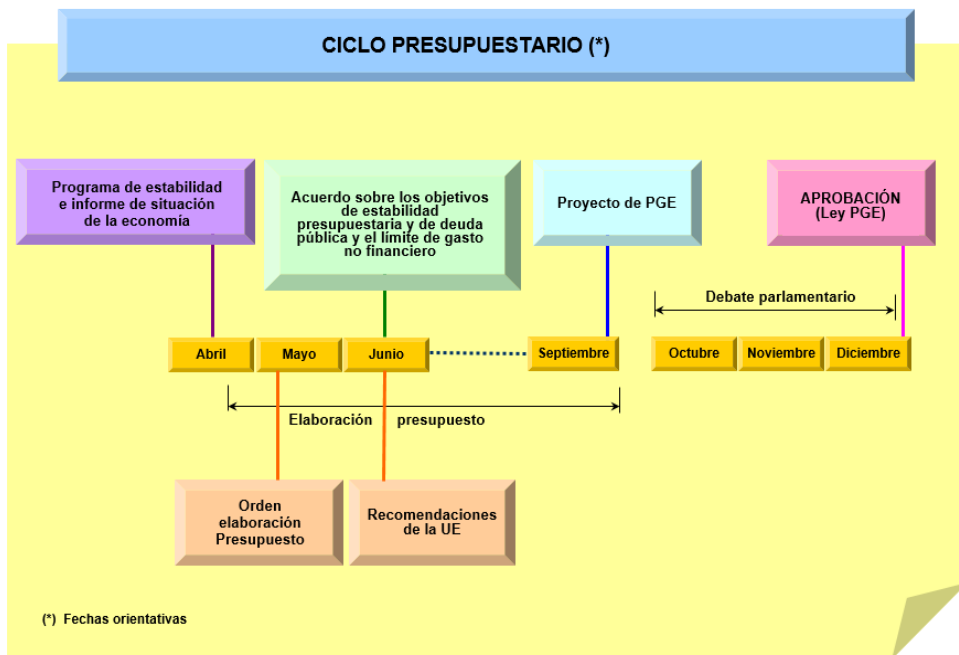 CICLO PRESUPUESTARIO (*)
Programa de estabilidad
e informe de situación
de la economía
Acuerdo sobre los objetivos
de estabilidad
presupuestaria y de deuda
pública y el límite de gasto
no financiero
Proyecto de PGE
APROBACIÓN
(Ley PGE)
Debate parlamentario
Abril
Mayo
Junio
Septiembre
Octubre
Noviembre
Diciembre
Elaboración presupuesto
Orden
elaboración
Presupuesto
Recomendaciones
de la UE
(*) Fechas orientativas